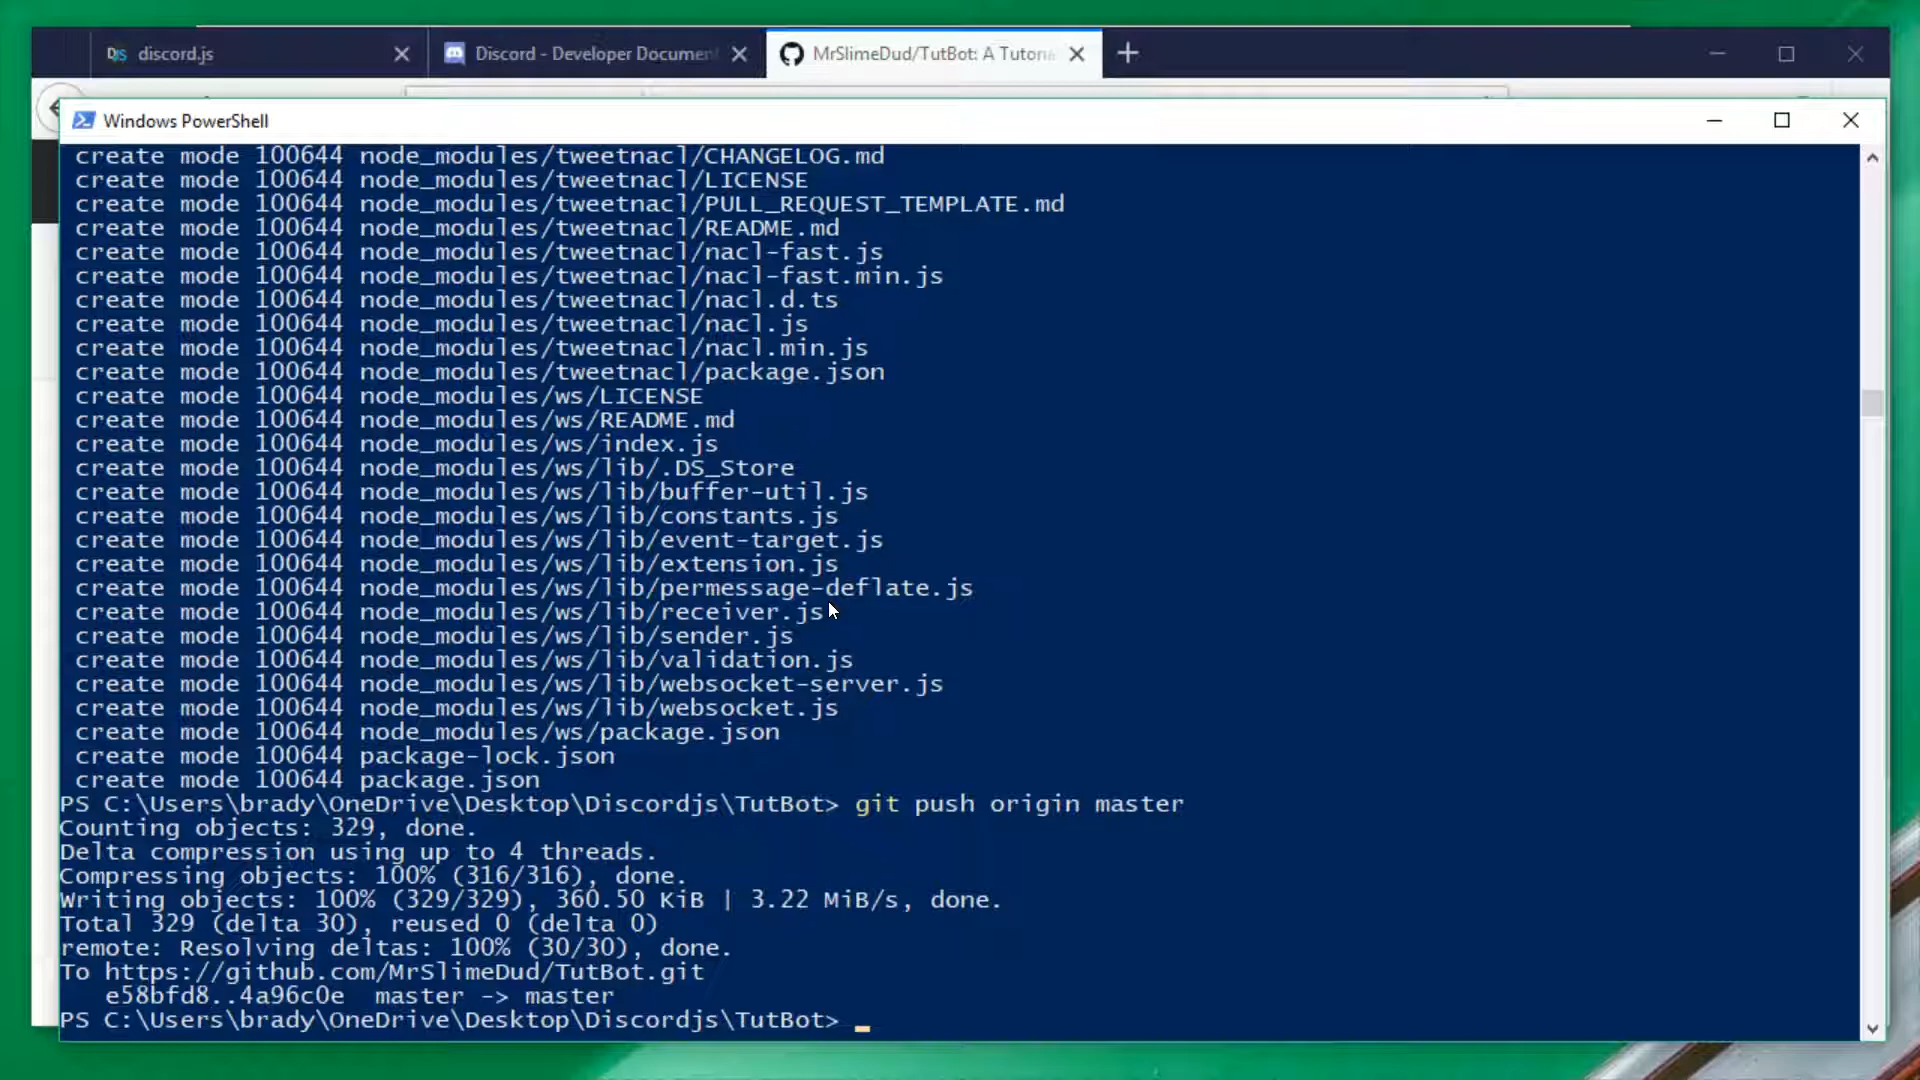 discord.js
Discord - Developer Document
MrSlimeDud/TutBot: A Tutoria
Windows PowerShell
create mode 100644 node_modules/tweetnacl/CHANGELOG.md
create mode 100644 node_modules/tweetnacl/LICENSE
create mode 100644 node_modules/tweetnacl/PULL_REQUEST_TEMPLATE.md
create mode 100644 node_modules/tweetnacl/README.md
create mode 100644 node_modules/tweetnacl/nacl-fast.js
create mode 100644 node_modules/tweetnacl/nacl-fast.min.js
create mode 100644 node_modules/tweetnacl/nacl.d.ts
create mode 100644 node_modules/tweetnacl/nacl.js
create mode 100644 node_modules/tweetnacl/nacl.min.js
create mode 100644 node_modules/tweetnacl/package.json
create mode 100644 node_modules/ws/LICENSE
create mode 100644 node_modules/ws/README.md
create mode 100644 node_modules/ws/index.js
create mode 100644 node_modules/ws/lib/.DS_Store
create mode 100644 node_modules/ws/lib/buffer-util.js
create mode 100644 node_modules/ws/lib/constants.js
create mode 100644 node_modules/ws/lib/event-target.js
create mode 100644 node_modules/ws/lib/extension.js
create mode 100644 node_modules/ws/lib/permessage-deflate.js
create mode 100644 node_modules/ws/lib/receiver.js
create mode 100644 node_modules/ws/lib/sender.js
create mode 100644 node_modules/ws/lib/validation.js
create mode 100644 node_modules/ws/lib/websocket-server.js
create mode 100644 node_modules/ws/lib/websocket.js
create mode 100644 node_modules/ws/package.json
create mode 100644 package-lock.json
create mode 100644 package.json
PS C:\Users\brady\OneDrive\Desktop\Discordjs\TutBot> git push origin master
Counting objects: 329, done.
Delta compression using up to 4 threads.
Compressing objects: 100% (316/316), done.
Writing objects: 100% (329/329), 360.50 KiB | 3.22 MiB/s, done.
Total 329 (delta 30), reused 0 (delta 0)
remote: Resolving deltas: 100% (30/30), done.
To https://github.com/MrSlimeDud/TutBot.git
e58bfd8..4a96c0e  master -> master
PS C:\Users\brady\OneDrive\Desktop\Discordjs\TutBot>